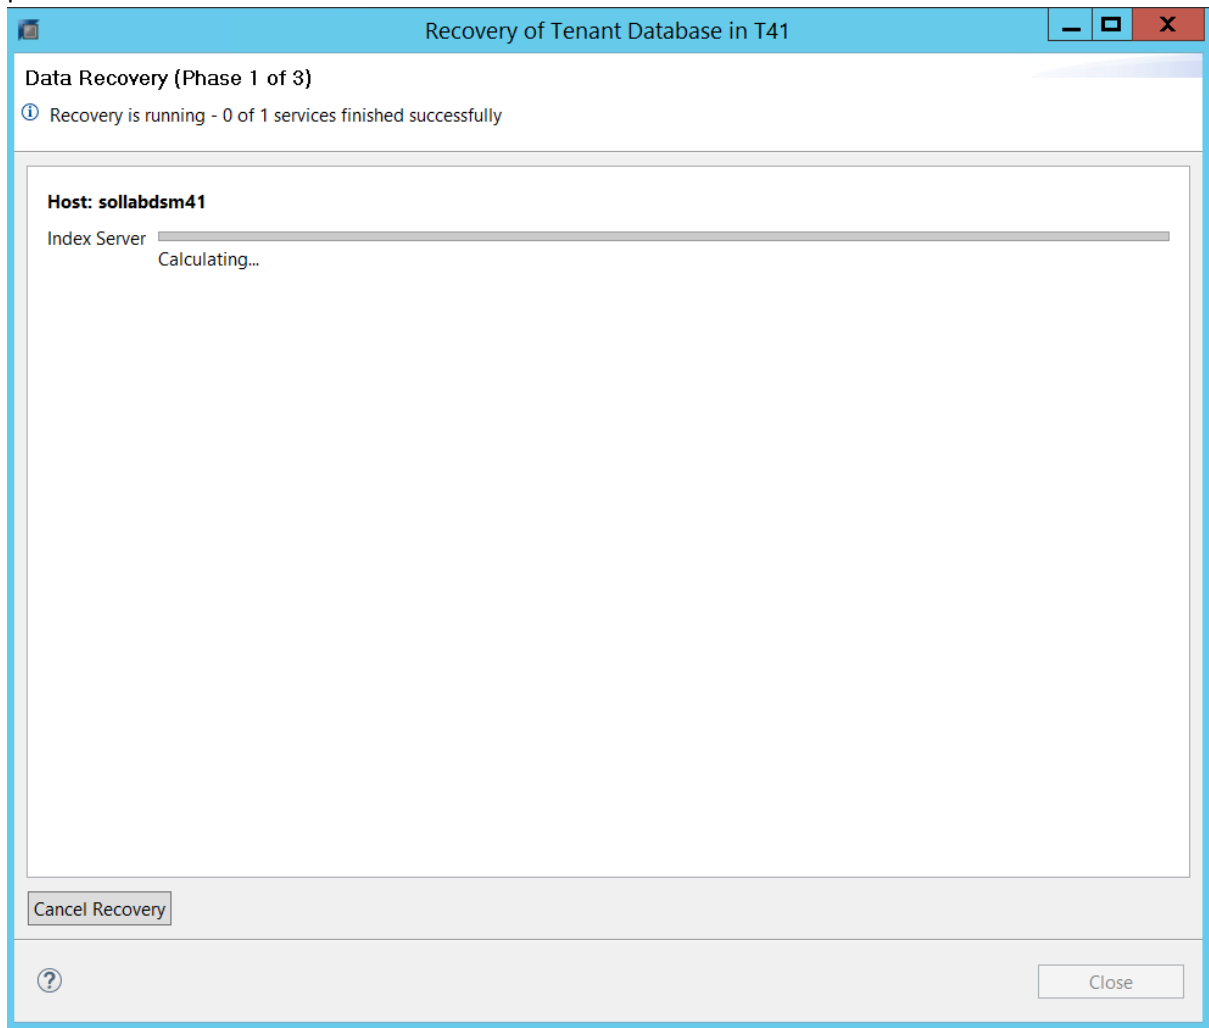 Recovery of Tenant Database in T41
Data Recovery (Phase 1 of 3)
Recovery is running - 0 of 1 services finished successfully
Host: sollabdsm41
Index Server
Calculating...
Cancel Recovery
Close